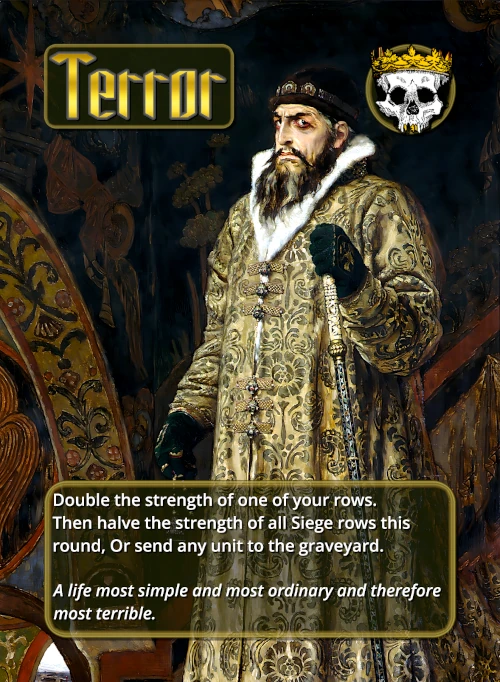 Terror
Double the strength of one of your rows.
Then halve the strength of all Siege rows this
round, Or send any unit to the graveyard.
A life most simple and most ordinary and therefore
most terrible.